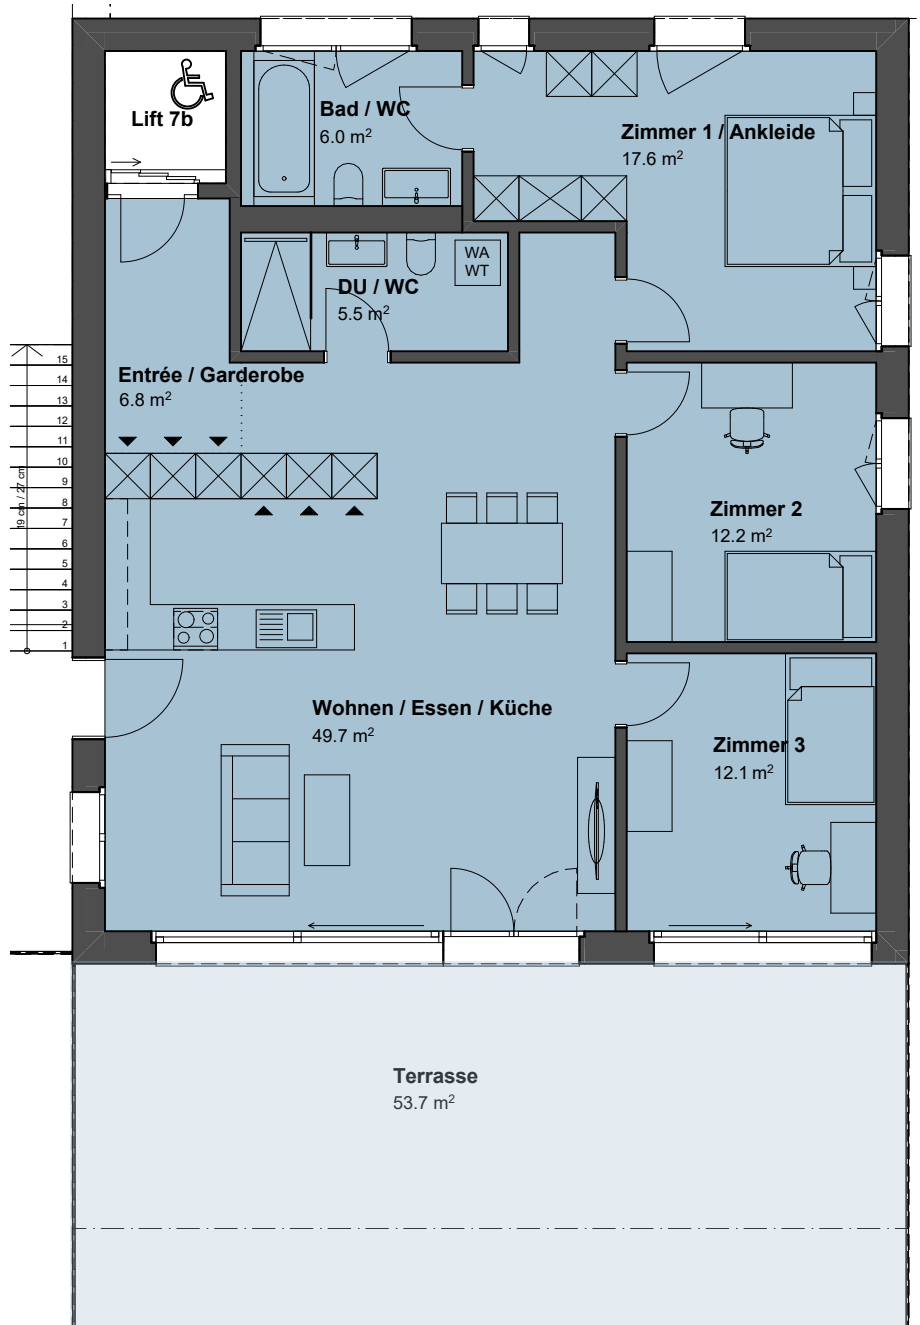 Lift 7b
Bad / WC
6.0 m²
Zimmer 1 / Ankleide
17.6 m²
WA
WT
DU / WC
5.5 m²
Entrée / Garderobe
6.8 m²
15
14
13
12
11
10
9
8
7
6
5
4
3
2
1
19 cm / 27 cm
Zimmer 2
12.2 m²
Wohnen / Essen / Küche
49.7 m²
Zimmer 3
12.1 m²
Terrasse
53.7 m²